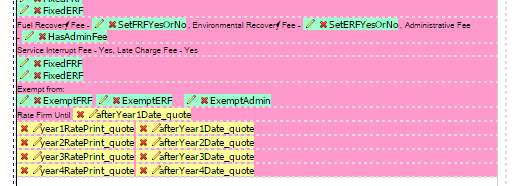 FixedERF
Fuel Recovery Fee - SetFRFYesOrNo , Environmental Recovery Fee - SetERFYesOrNo , Administrative Fee
- HasAdminFee
Service Interrupt Fee - Yes, Late Charge Fee - Yes
FixedFRF
FixedERF
Exempt from:
ExemptFRF ExemptERF ExemptAdmin
Rate Firm Until afterYear1Date_quote
year1RatePrint_quote afterYear1Date_quote
year2RatePrint_quote afterYear2Date_quote
year3RatePrint_quote afterYear3Date_quote
year4RatePrint_quote afterYear4Date_quote